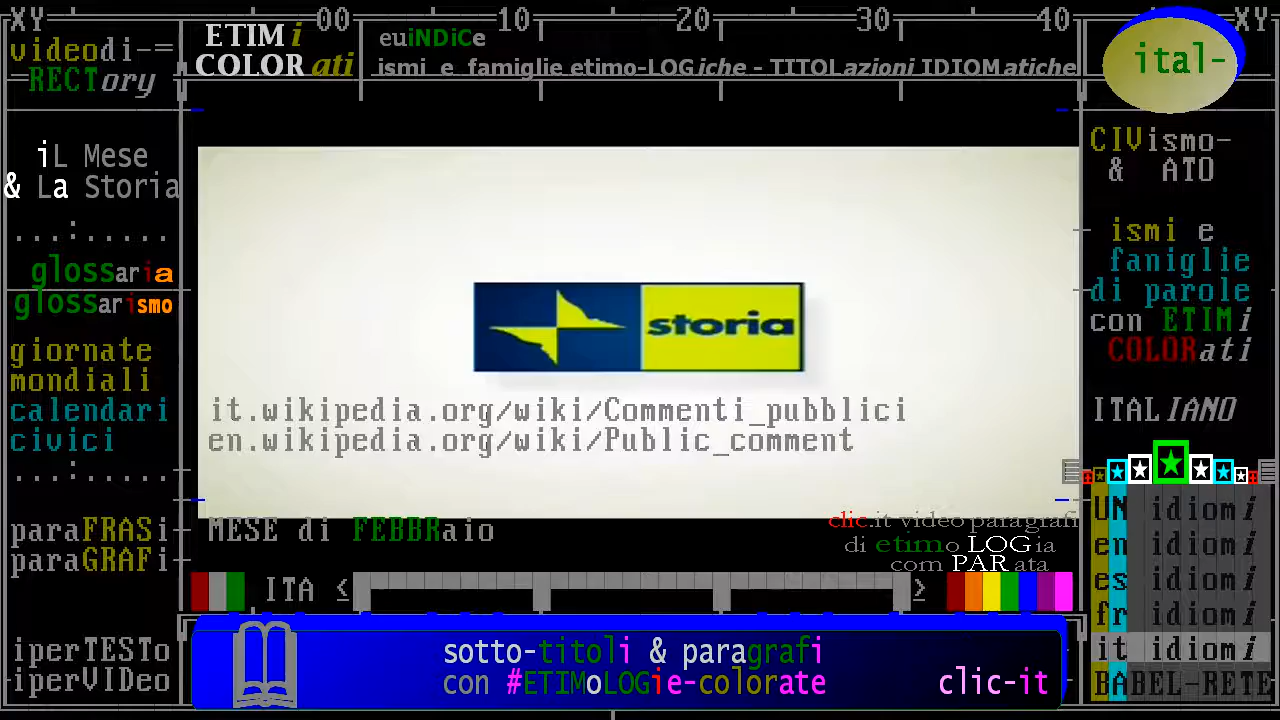 XY 00 10 20 30 40 XY
videodi-=
=RECTory
ETIMi
COLORati
euiNDiCe
ismi e famiglie etimo-LOGiche - TITOLazioni IDIOMatiche
ital-
iL Mese
& La Storia
...:.....
glossaria
glossarismo
giornate
mondiali
calendari
civici
...:.....
paraFRASi
paraGRAFi
iperTESTo
iperVIDeo
storia
it.wikipedia.org/wiki/Commenti_pubblici
en.wikipedia.org/wiki/Public_comment
MESE di FEBBRaio
clic.it video paragrafi
di etimo LOGia
com PARata
ITA < >
sotto-titoli & paragrafi
con #ETIMoLOGie-colorate
clic-it
CIVismo-
& ATO
ismi e
faniglie
di parole
con ETIMi
COLORati
ITALIANO
UN idiomi
en idiomi
es idiomi
fr idiomi
it idiomi
BABEL-RETE